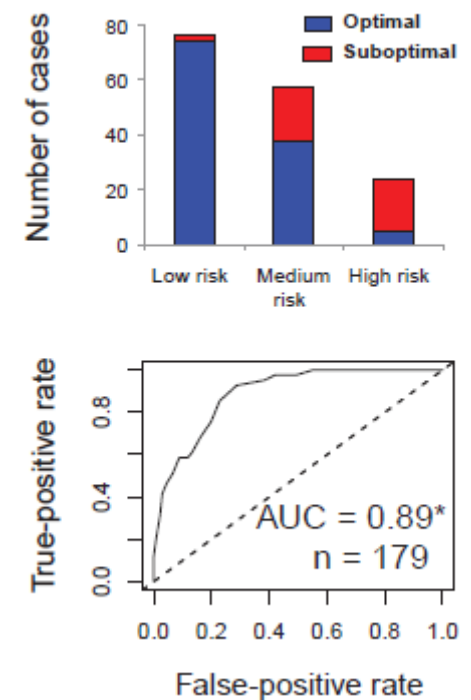 Number of cases
80
60
40
20
0
Optimal
Suboptimal
Low risk
Medium
risk
High risk
True-positive rate
0.8
0.4
0.0
AUC = 0.89*
n = 179
0.0 0.2 0.4 0.6 0.8 1.0
False-positive rate